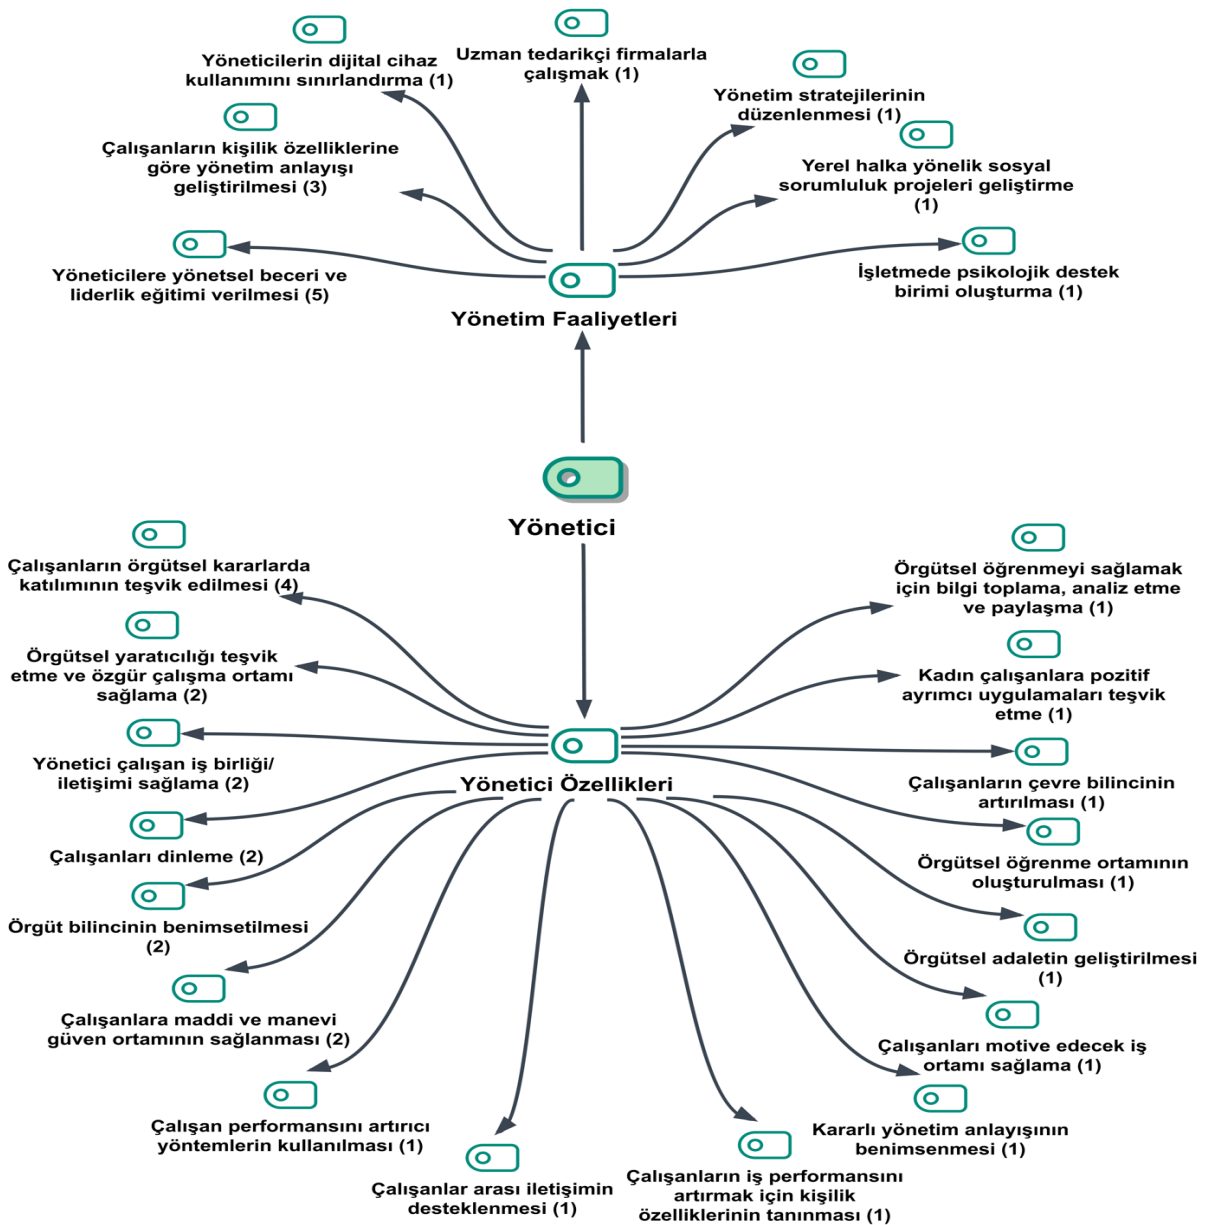 Yöneticilerin dijital cihaz
kullanımını sınırlandırma (1)
Uzman tedarikçi firmalarla
çalışmak (1)
Yönetim stratejilerinin
düzenlenmesi (1)
Çalışanların kişilik özelliklerine
göre yönetim anlayışı
geliştirilmesi (3)
Yerel halka yönelik sosyal
sorumluluk projeleri geliştirme
(1)
Yöneticilere yönetsel beceri ve
liderlik eğitimi verilmesi (5)
İşletmede psikolojik destek
birimi oluşturma (1)
Yönetim Faaliyetleri
Yönetici
Çalışanların örgütsel kararlarda
katılımının teşvik edilmesi (4)
Örgütsel yaratıcılığı teşvik
etme ve özgür çalışma ortamı
sağlama (2)
Yönetici çalışan iş birliği/
iletişimi sağlama (2)
Çalışanları dinleme (2)
Örgüt bilincinin benimsetilmesi
(2)
Çalışanlara maddi ve manevi
güven ortamının sağlanması (2)
Çalışan performansını artırıcı
yöntemlerin kullanılması (1)
Çalışanlar arası iletişimin
desteklenmesi (1)
Yönetici Özellikleri
Örgütsel öğrenmeyi sağlamak
için bilgi toplama, analiz etme
ve paylaşma (1)
Kadın çalışanlara pozitif
ayrımcı uygulamaları teşvik
etme (1)
Çalışanların çevre bilincinin
artırılması (1)
Örgütsel öğrenme ortamının
oluşturulması (1)
Örgütsel adaletin geliştirilmesi
(1)
Çalışanları motive edecek iş
ortamı sağlama (1)
Kararlı yönetim anlayışının
benimsenmesi (1)
Çalışanların iş performansını
artırmak için kişilik
özelliklerinin tanınması (1)